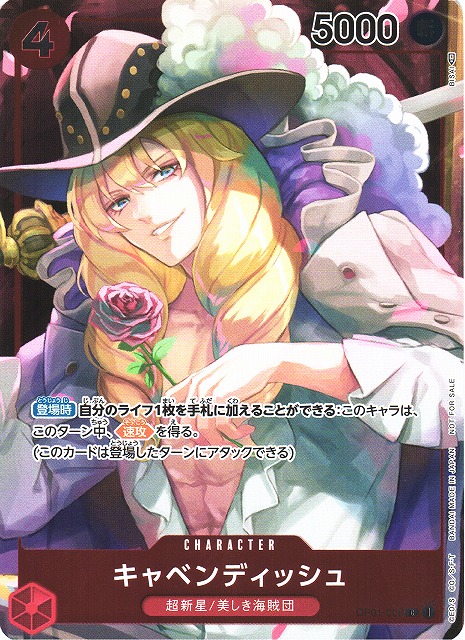 4
5000
登場時 自分のライフ1枚を手札に加えることができる：このキャラは、
このターン中、速攻を得る。
(このカードは登場したターンにアタックできる)
CHARACTER
キャベンディッシュ
超新星/美しき海賊団
NOT FOR SALE
BANDAI MADE IN JAPAN